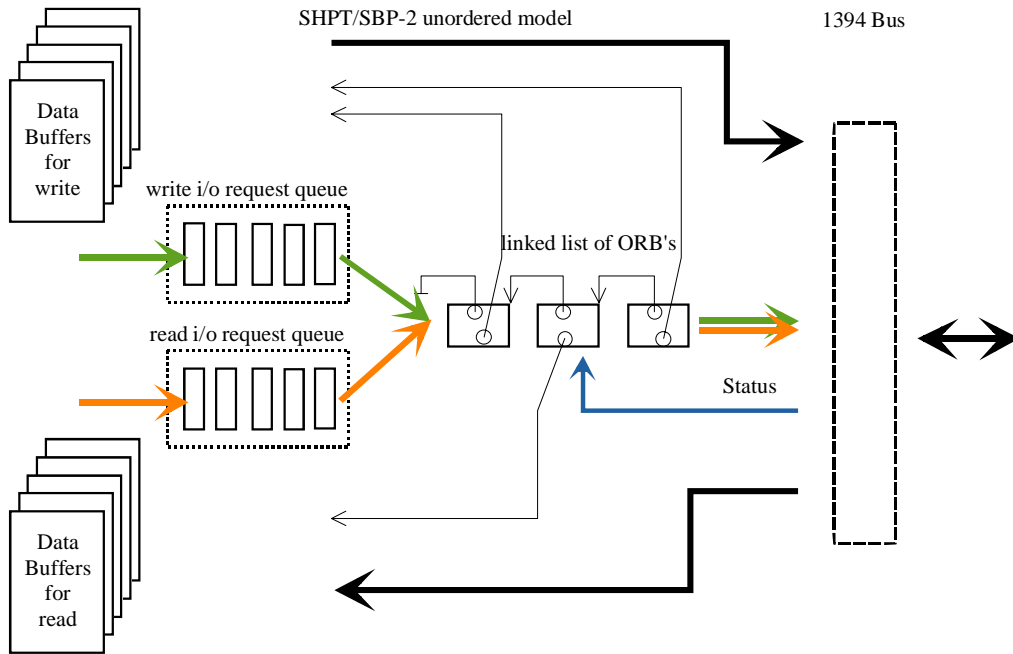 SHPT/SBP-2 unordered model
1394 Bus
Data
Buffers
for
write
write i/o request queue
linked list of ORB's
read i/o request queue
Status
Data
Buffers
for
read